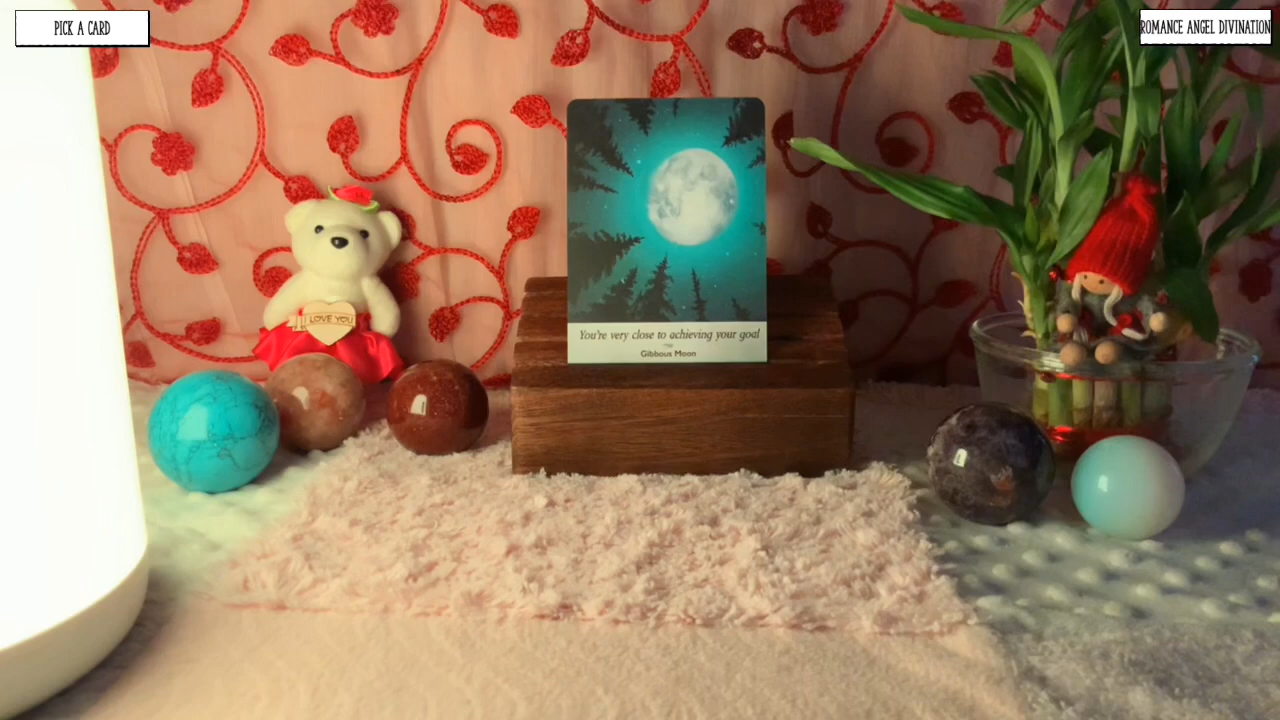 PICK A CARD
ROMANCE ANGEL DIVINATION
I LOVE YOU
You're very close to achieving your goal
Gibbous Moon